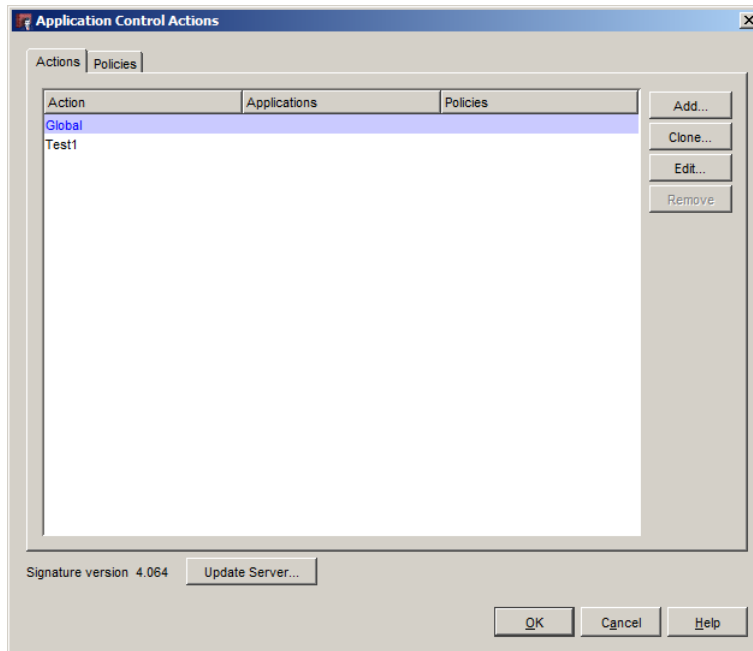 Application Control Actions
Actions Policies
Action Applications Policies
Global
Test1
Add...
Clone...
Edit...
Remove
Signature version 4.064 Update Server...
OK Cancel Help